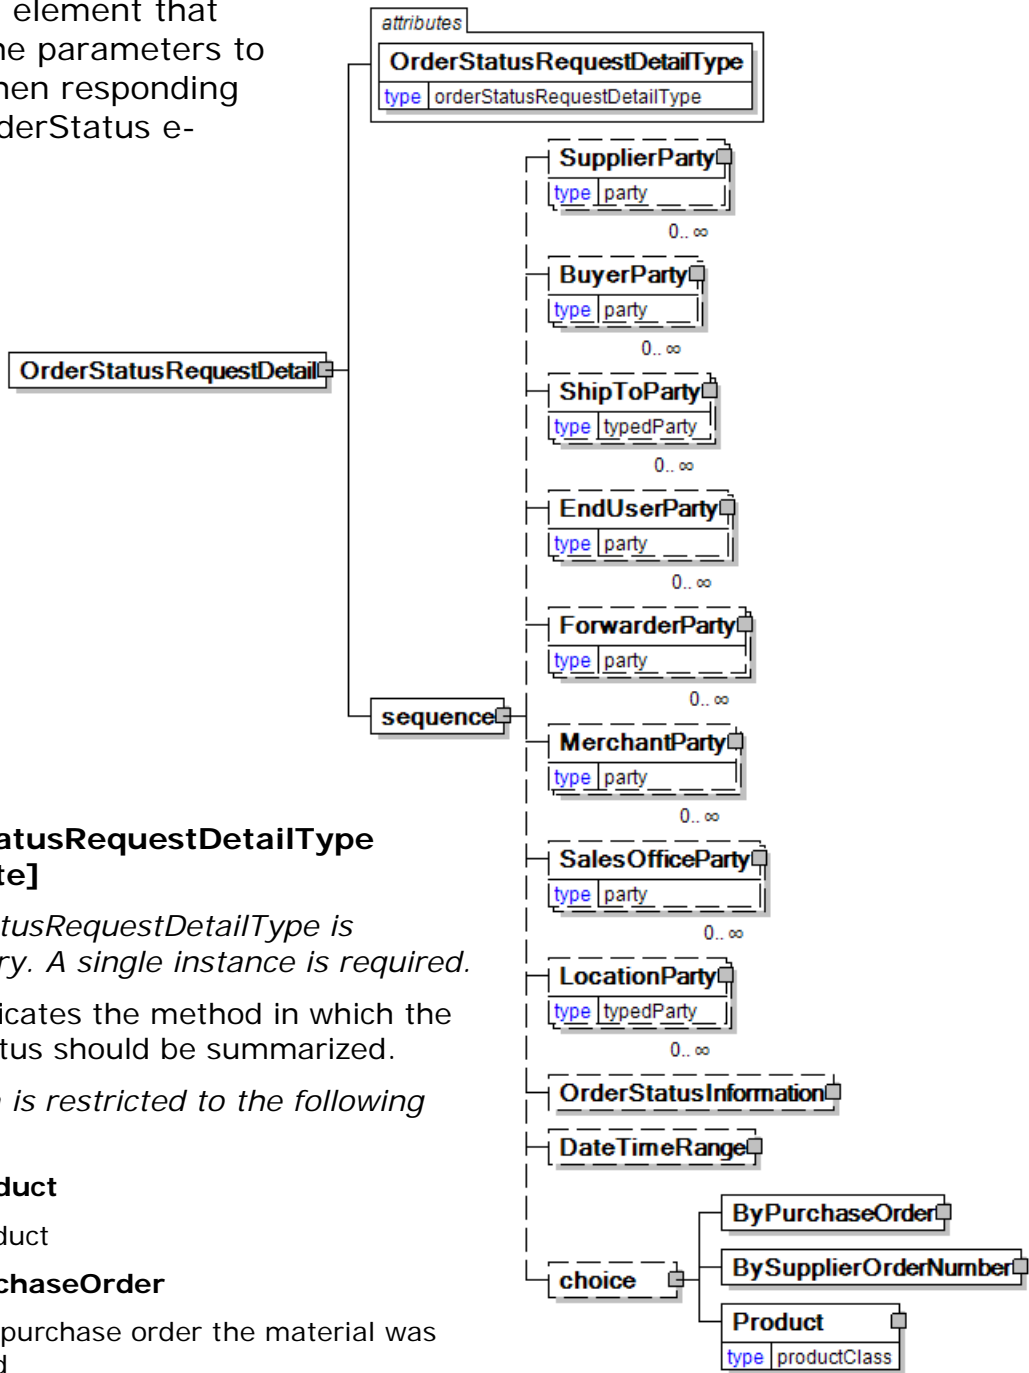 element that
parameters to
responding
attributes
OrderStatusRequestDetailType
type orderStatusRequestDetailType
SupplierParty
type party
0.. ∞
BuyerParty
type party
0.. ∞
OrderStatusRequestDetail
ShipToParty
type typedParty
0.. ∞
EndUserParty
type party
0.. ∞
ForwarderParty
type party
0.. ∞
sequence
MerchantParty
type party
0.. ∞
SalesOfficeParty
type party
0.. ∞
LocationParty
type typedParty
0.. ∞
OrderStatusInformation
DateTimeRange
choice
ByPurchaseOrder
BySupplierOrderNumber
Product
type productClass
atusRequestDetailType
te]
tusRequestDetailType is
ry. A single instance is required.
icates the method in which the
tus should be summarized.
is restricted to the following
duct
duct
chaseOrder
purchase order the material was